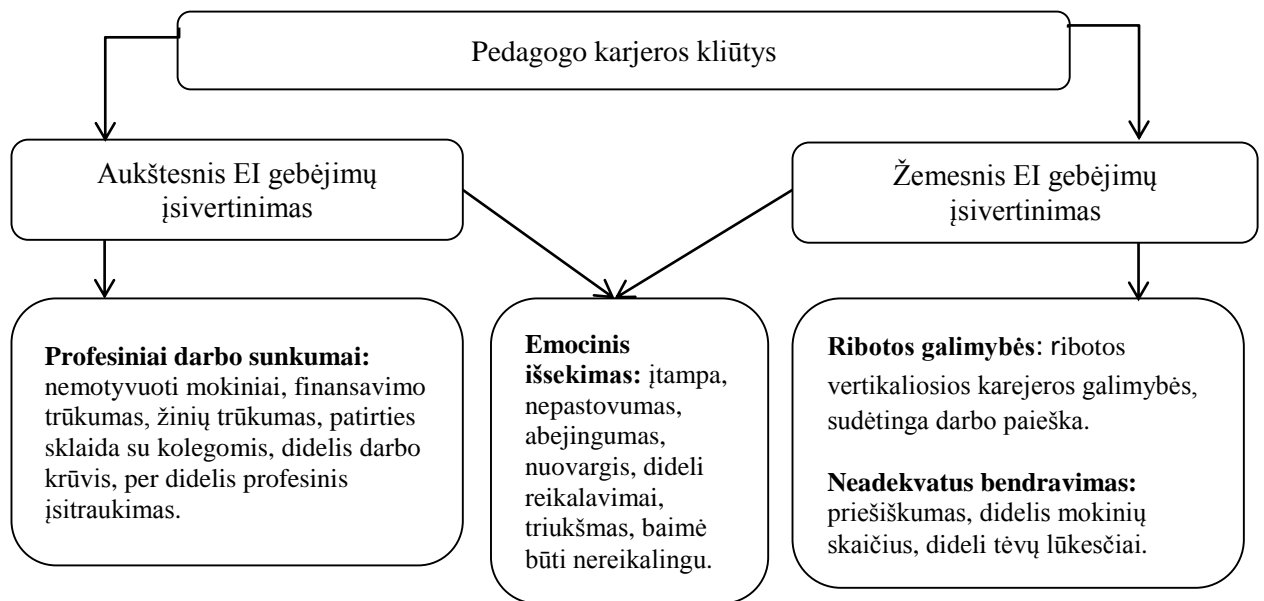 Pedagogo karjeros kliūtys
Aukštesnis EI gebėjimų
įsivertinimas
Žemesnis EI gebėjimų
įsivertinimas
Profesiniai darbo sunkumai:
nemotyvuoti mokiniai, finansavimo
trūkumas, žinių trūkumas, patirties
sklaida su kolegomis, didelis darbo
krūvis, per didelis profesinis
įsitraukimas.
Emocinis
išsekimas: įtampa,
nepastovumas,
abejingumas,
nuovargis, dideli
reikalavimai,
triukšmas, baimė
būti nereikalingu.
Ribotos galimybės: ribotos
vertikaliosios karejeros galimybės,
sudėtinga darbo paieška.
Neadekvatus bendravimas:
priešiškumas, didelis mokinių
skaičius, dideli tėvų lūkesčiai.